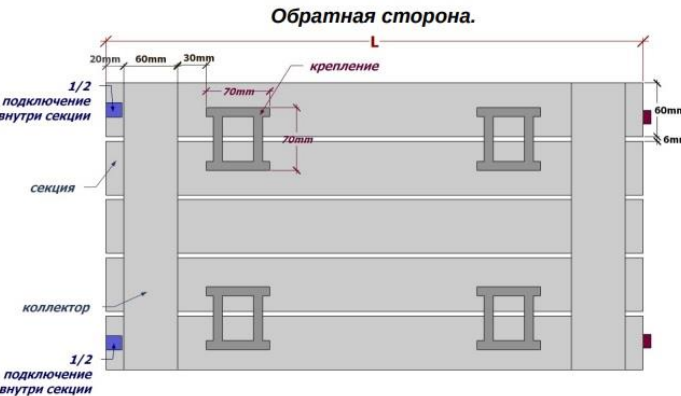 Обратная сторона.
L
20mm
60mm
30mm
крепление
1/2
подключение
внутри секции
70mm
60mm
70mm
6mm
секция
коллектор
1/2
подключение
внутри секции